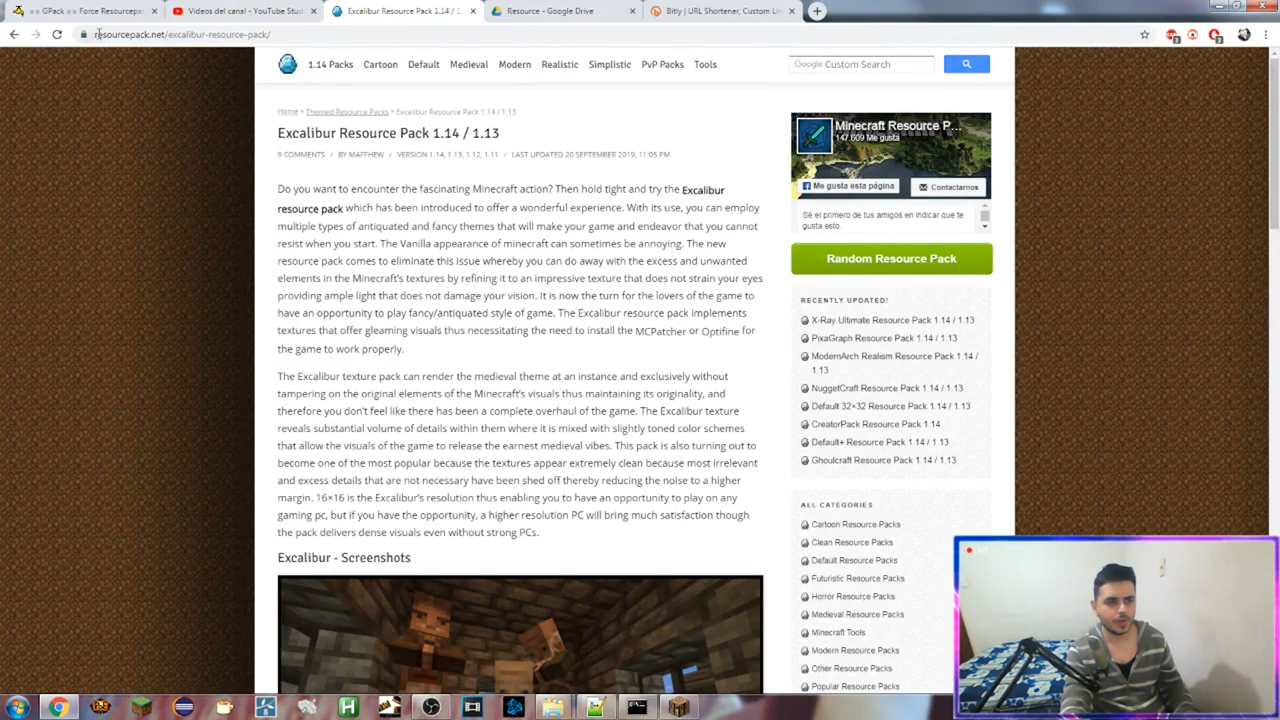 GPack == Force Resourcepac
Videos del canal - YouTube Stud
Excalibur Resource Pack 1.14 / 1.
Resource - Google Drive
Bitly | URL Shortener, Custom Lin
resourcepack.net/excalibur-resource-pack/
1.14 Packs Cartoon Default Medieval Modern Realistic Simplistic PvP Packs Tools
Google Custom Search
Home » Themed Resource Packs » Excalibur Resource Pack 1.14 / 1.13
Excalibur Resource Pack 1.14 / 1.13
9 COMMENTS / BY MAFFHEW / VERSION 1.14, 1.13, 1.12, 1.11 / LAST UPDATED 20 SEPTEMBER 2019, 11:05 PM
Do you want to encounter the fascinating Minecraft action? Then hold tight and try the Excalibur
resource pack which has been introduced to offer a wonderful experience. With its use, you can employ
multiple types of antiquated and fancy themes that will make your game and endeavor that you cannot
resist when you start. The Vanilla appearance of minecraft can sometimes be annoying. The new
resource pack comes to eliminate this issue whereby you can do away with the excess and unwanted
elements in the Minecraft's textures by refining it to an impressive texture that does not strain your eyes
providing ample light that does not damage your vision. It is now the turn for the lovers of the game to
have an opportunity to play fancy/antiquated style of game. The Excalibur resource pack implements
textures that offer gleaming visuals thus necessitating the need to install the MCPatcher or Optifine for
the game to work properly.
The Excalibur texture pack can render the medieval theme at an instance and exclusively without
tampering on the original elements of the Minecraft's visuals thus maintaining its originality, and
therefore you don't feel like there has been a complete overhaul of the game. The Excalibur texture
reveals substantial volume of details within them where it is mixed with slightly toned color schemes
that allow the visuals of the game to release the earnest medieval vibes. This pack is also turning out to
become one of the most popular because the textures appear extremely clean because most irrelevant
and excess details that are not necessary have been shed off thereby reducing the noise to a higher
margin. 16×16 is the Excalibur's resolution thus enabling you to have an opportunity to play on any
gaming pc, but if you have the opportunity, a higher resolution PC will bring much satisfaction though
the pack delivers dense visuals even without strong PCs.
Excalibur - Screenshots
Minecraft Resource P...
147.609 Me gusta
Me gusta esta página
Contactarnos
Sé el primero de tus amigos en indicar que te
gusta esto.
Random Resource Pack
RECENTLY UPDATED!
X-Ray Ultimate Resource Pack 1.14 / 1.13
PixaGraph Resource Pack 1.14 / 1.13
ModernArch Realism Resource Pack 1.14 /
1.13
NuggetCraft Resource Pack 1.14 / 1.13
Default 32×32 Resource Pack 1.14 / 1.13
CreatorPack Resource Pack 1.14
Default+ Resource Pack 1.14 / 1.13
Ghoulcraft Resource Pack 1.14 / 1.13
ALL CATEGORIES
Cartoon Resource Packs
Clean Resource Packs
Default Resource Packs
Futuristic Resource Packs
Horror Resource Packs
Medieval Resource Packs
Minecraft Tools
Modern Resource Packs
Other Resource Packs
Popular Resource Packs